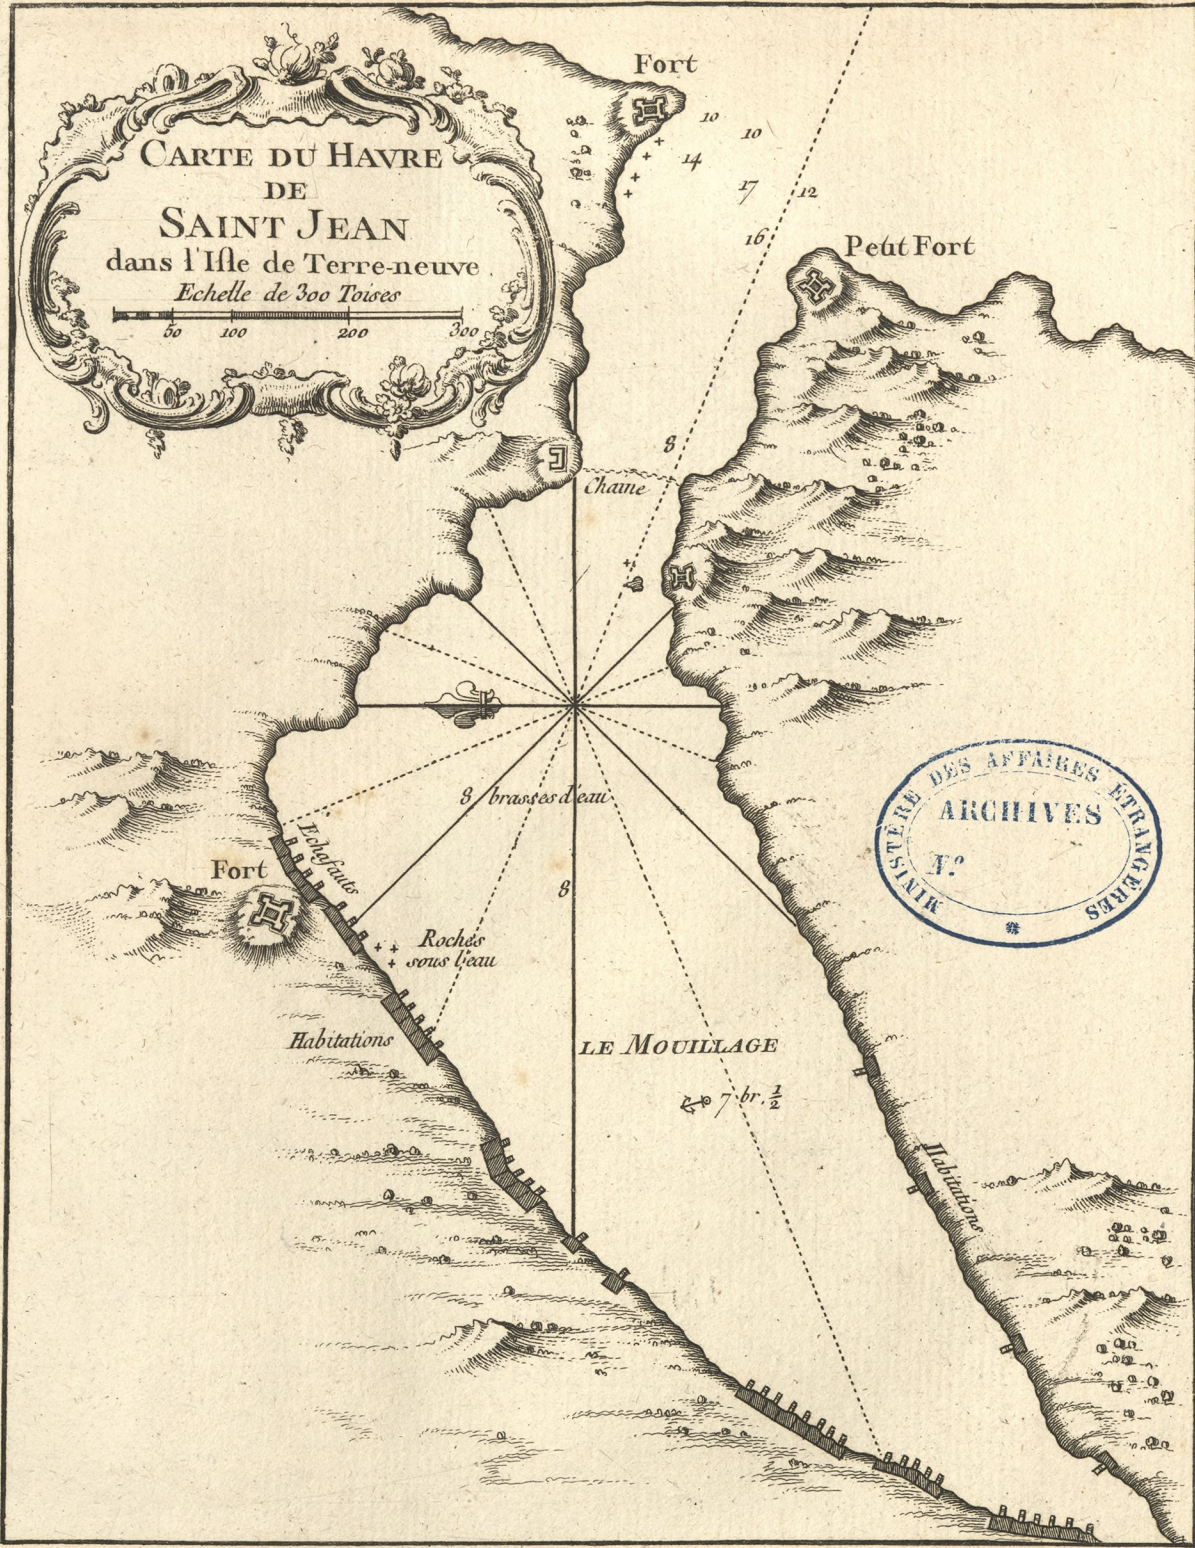 Fort
CARTE DU HAVRE
DE
SAINT JEAN
dans l'Isle de Terre-neuve.
Echelle de 300 Toises
50 100 200 300
10
10
14
17
12
16
Petit Fort
8
Chaine
8 brasses d'eau
8
Echafauts
Fort
Roches
sous l'eau
Habitations
LE MOUILLAGE
7 br. 1/2
Habitations
MINISTÈRE DES AFFAIRES ÉTRANGÈRES
ARCHIVES
N.º